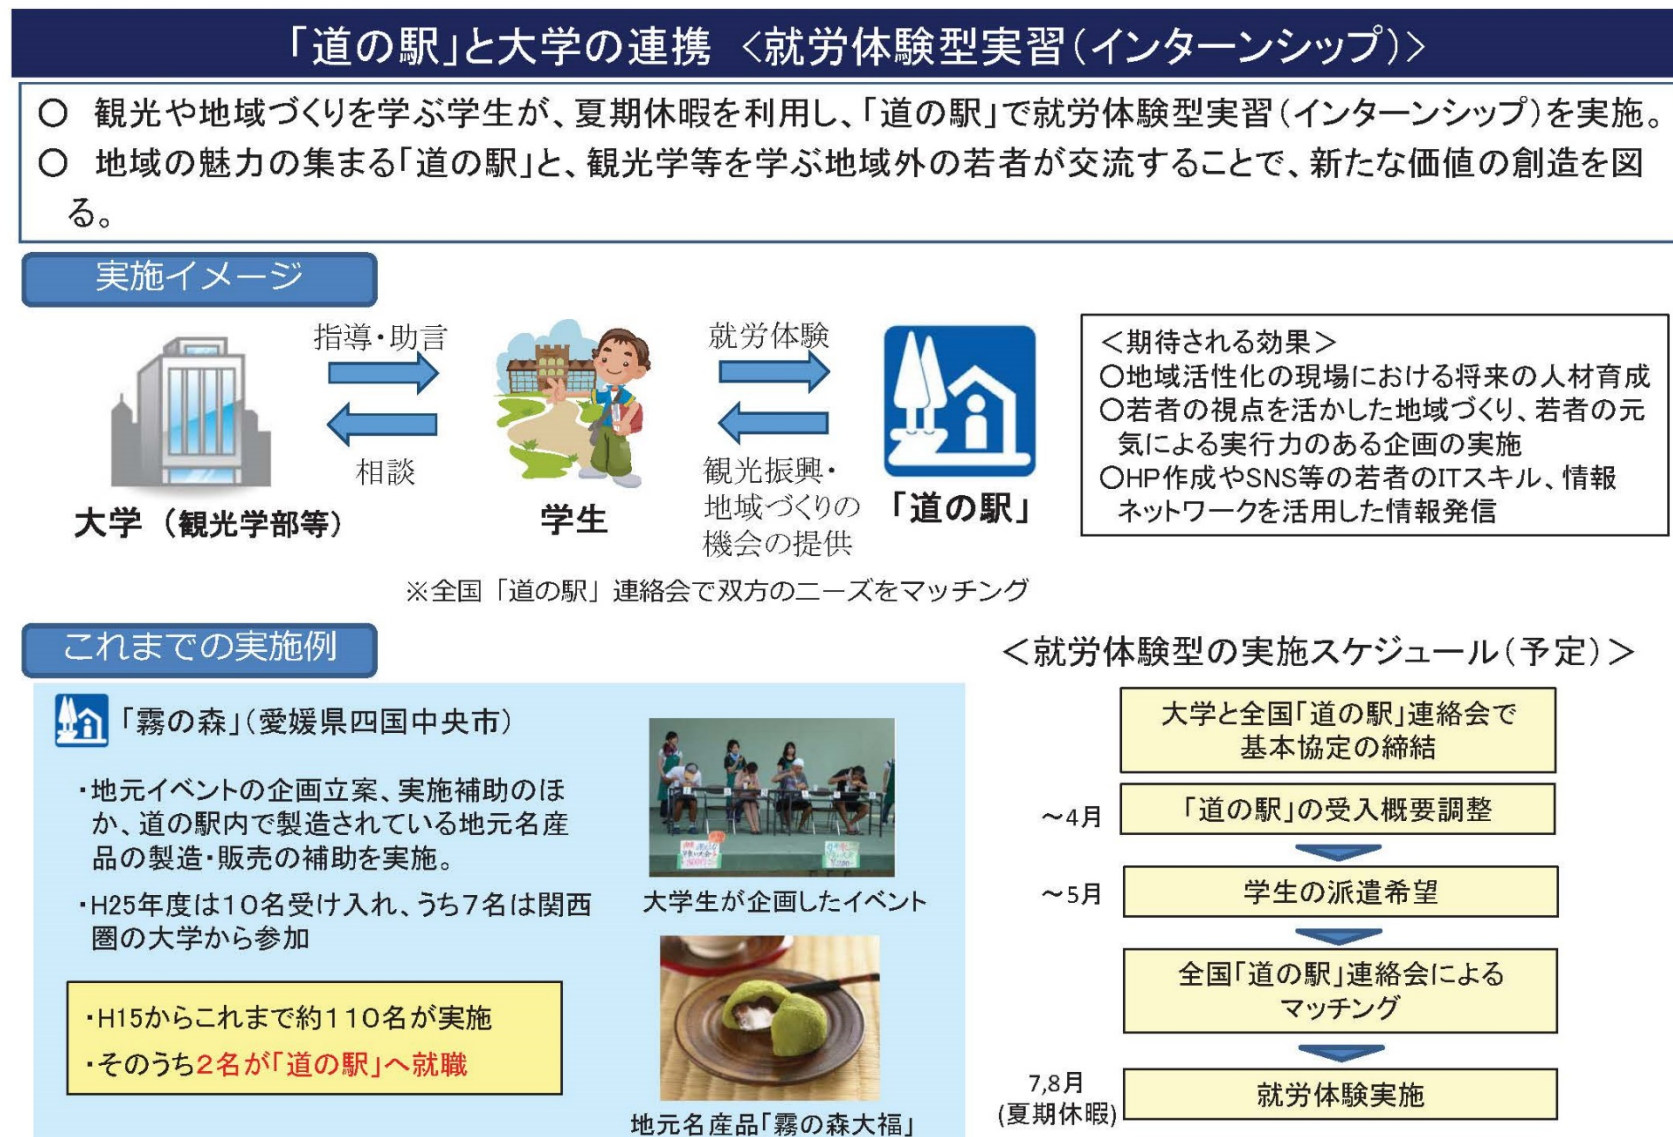 「道の駅」と大学の連携 ＜就労体験型実習（インターンシップ）＞
○ 観光や地域づくりを学ぶ学生が、夏期休暇を利用し、「道の駅」で就労体験型実習（インターンシップ）を実施。
○ 地域の魅力の集まる「道の駅」と、観光学等を学ぶ地域外の若者が交流することで、新たな価値の創造を図
る。
実施イメージ
指導・助言
相談
大学（観光学部等）
学生
就労体験
観光振興・
地域づくりの
機会の提供
「道の駅」
＜期待される効果＞
○地域活性化の現場における将来の人材育成
○若者の視点を活かした地域づくり、若者の元
気による実行力のある企画の実施
○HP作成やSNS等の若者のITスキル、情報
ネットワークを活用した情報発信
※全国「道の駅」連絡会で双方のニーズをマッチング
これまでの実施例
「霧の森」（愛媛県四国中央市）
・地元イベントの企画立案、実施補助のほ
か、道の駅内で製造されている地元名産
品の製造・販売の補助を実施。
・H25年度は１０名受け入れ、うち７名は関西
圏の大学から参加
・H15からこれまで約１１０名が実施
・そのうち２名が「道の駅」へ就職
大学生が企画したイベント
地元名産品「霧の森大福」
＜就労体験型の実施スケジュール（予定）＞
大学と全国「道の駅」連絡会で
基本協定の締結
～4月
「道の駅」の受入概要調整
～5月
学生の派遣希望
全国「道の駅」連絡会による
マッチング
7,8月
(夏期休暇)
就労体験実施